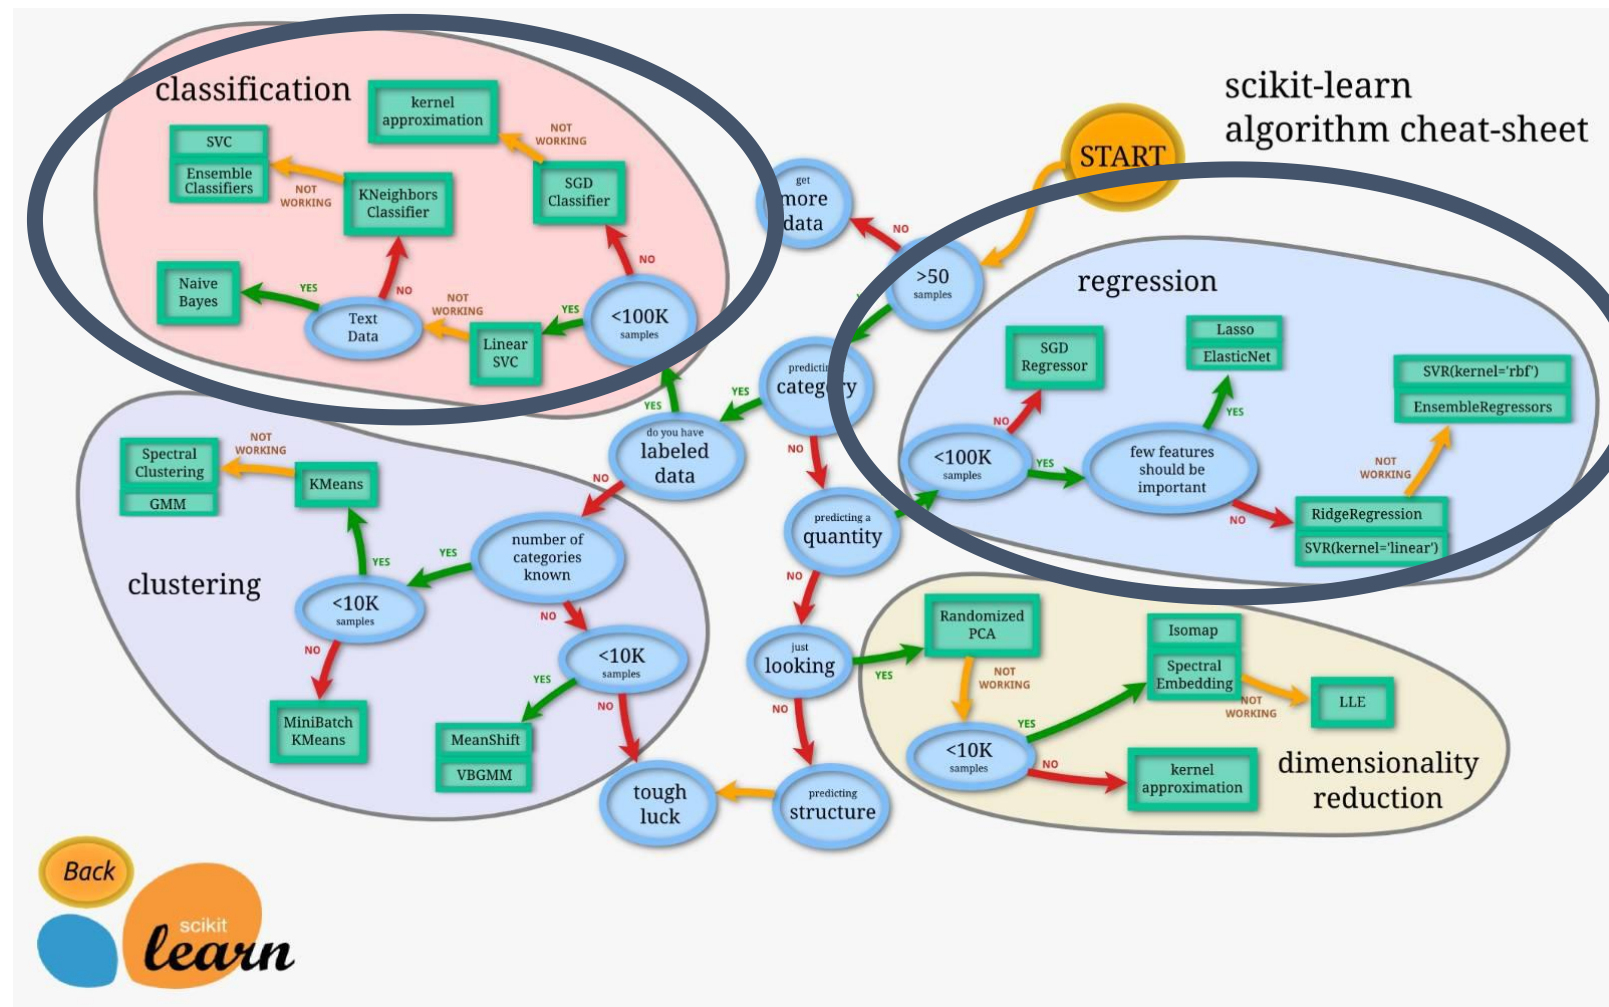 scikit-learn
algorithm cheat-sheet
START
classification
kernel
approximation
NOT
WORKING
SVC
Ensemble
Classifiers
NOT
WORKING
KNeighbors
Classifier
SGD
Classifier
NO
Naive
Bayes
YES
NO
Text
Data
NOT
WORKING
Linear
SVC
YES
<100K
samples
get
more
data
NO
>50
samples
predicting
category
YES
YES
do you have
labeled
data
NO
NO
predicting a
quantity
NO
just
looking
YES
NO
predicting
structure
tough
luck
regression
SGD
Regressor
NO
<100K
samples
YES
Lasso
ElasticNet
YES
few features
should be
important
NO
SVR(kernel='rbf')
EnsembleRegressors
NOT
WORKING
RidgeRegression
SVR(kernel='linear')
clustering
Spectral
Clustering
GMM
NOT
WORKING
KMeans
YES
YES
number of
categories
known
NO
<10K
samples
NO
MiniBatch
KMeans
<10K
samples
YES
NO
MeanShift
VBGMM
Randomized
PCA
NOT
WORKING
<10K
samples
YES
NO
Isomap
Spectral
Embedding
NOT
WORKING
LLE
kernel
approximation
dimensionality
reduction
Back
scikit
learn